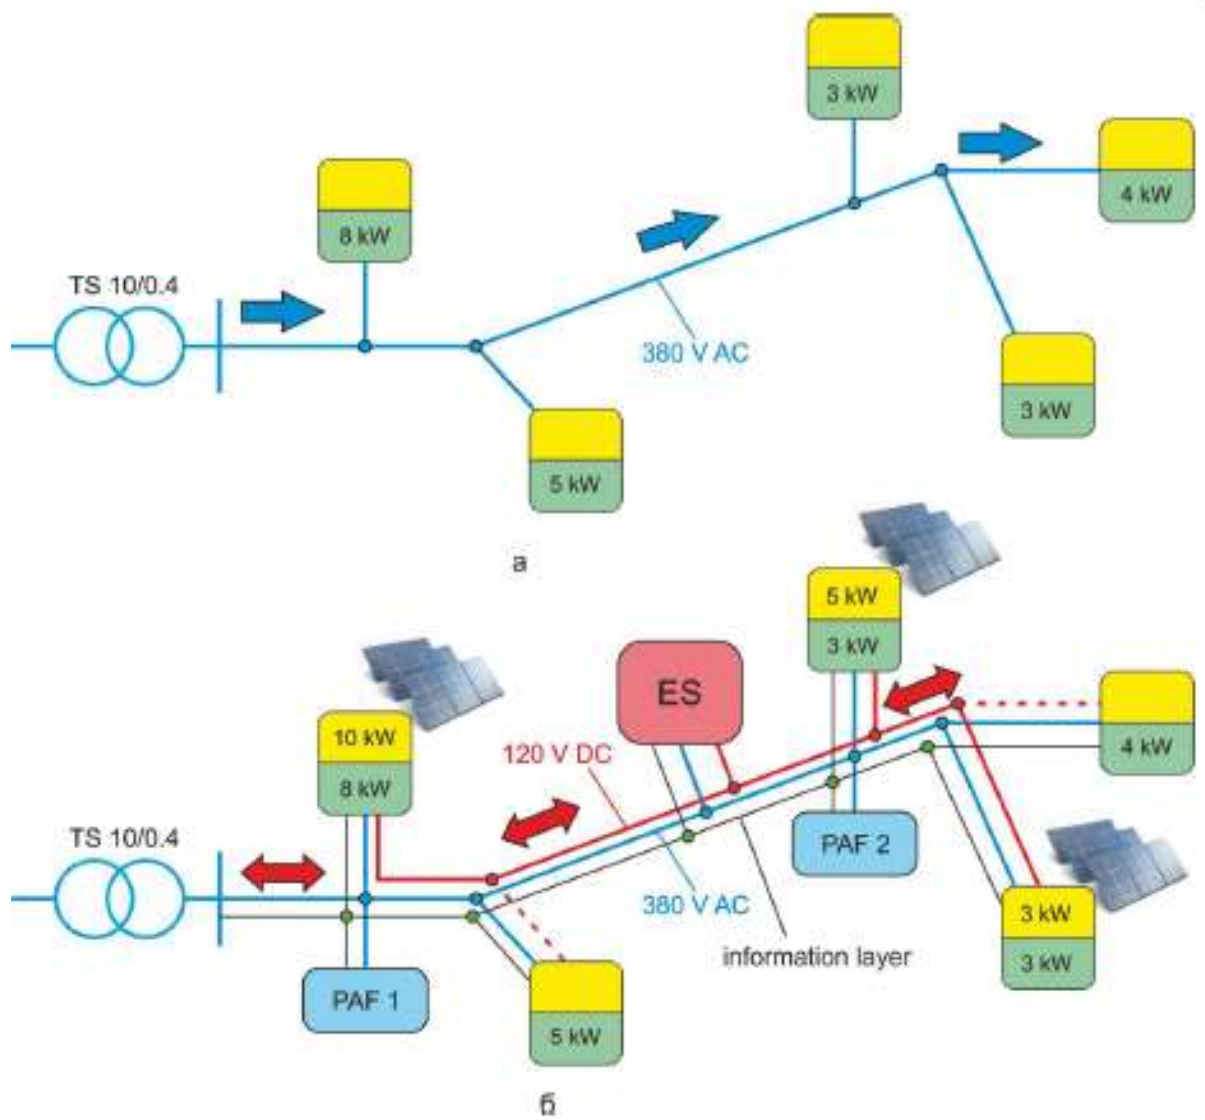 3 kW
4 kW
8 kW
TS 10/0.4
380 V AC
3 kW
5 kW
а
5 kW
3 kW
ES
10 kW
120 V DC
8 kW
4 kW
TS 10/0.4
PAF 2
380 V AC
3 kW
information layer
3 kW
PAF 1
5 kW
б